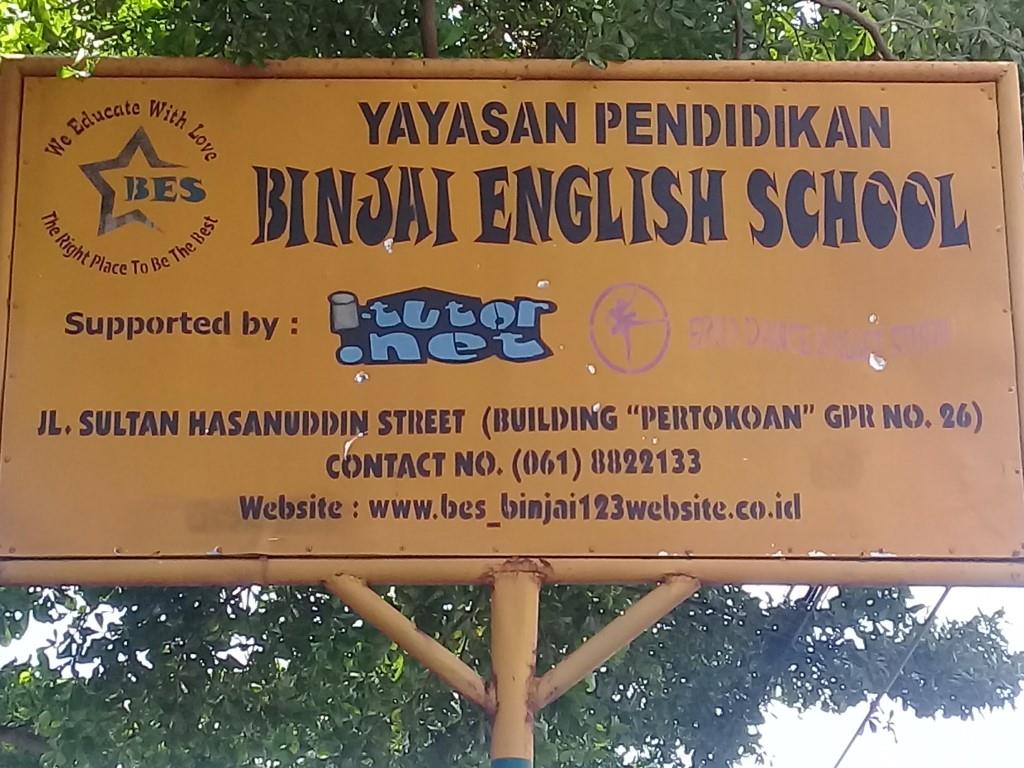 We Educate With Love
BES
The Right Place To Be The Best
YAYASAN PENDIDIKAN
BINJAI ENGLISH SCHOOL
Supported by :
i-tutor
.net
JL. SULTAN HASANUDDIN STREET (BUILDING "PERTOKOAN" GPR NO. 26)
CONTACT NO. (061) 8822133
Website : www.bes_binjai123website.co.id